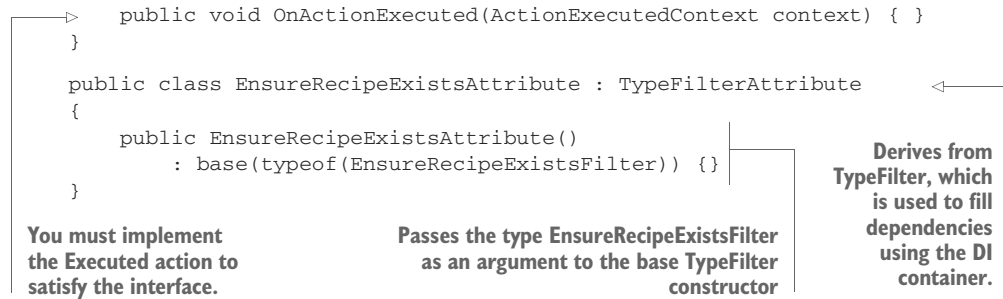 public void OnActionExecuted(ActionExecutedContext context) { }
}
public class EnsureRecipeExistsAttribute : TypeFilterAttribute
{
public EnsureRecipeExistsAttribute()
: base(typeof(EnsureRecipeExistsFilter)) {}
}
You must implement
the Executed action to
satisfy the interface.
Passes the type EnsureRecipeExistsFilter
as an argument to the base TypeFilter
constructor
Derives from
TypeFilter, which
is used to fill
dependencies
using the DI
container.